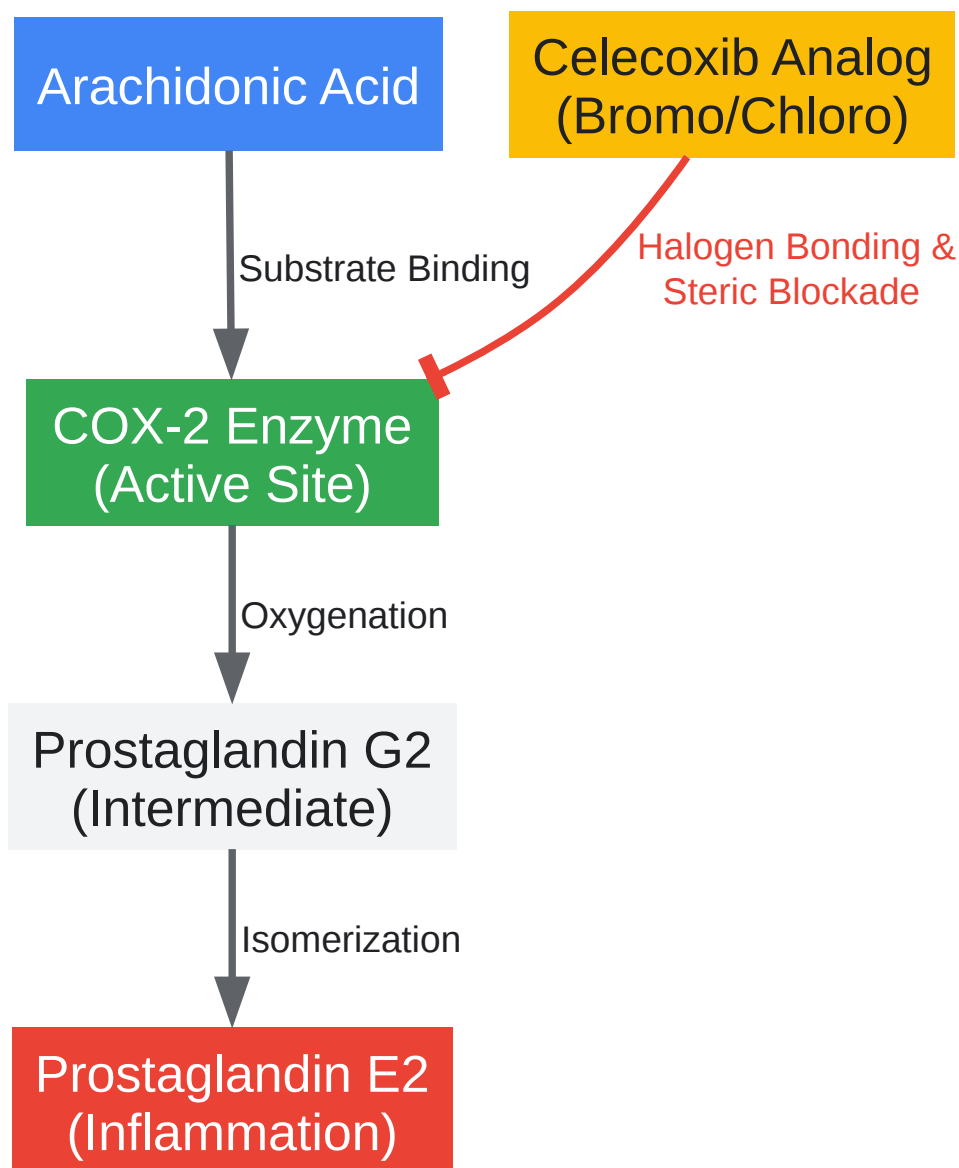 Arachidonic Acid
Celecoxib Analog
(Bromo/Chloro)
Substrate Binding
Halogen Bonding &
Steric Blockade
COX-2 Enzyme
(Active Site)
Oxygenation
Prostaglandin G2
(Intermediate)
Isomerization
Prostaglandin E2
(Inflammation)